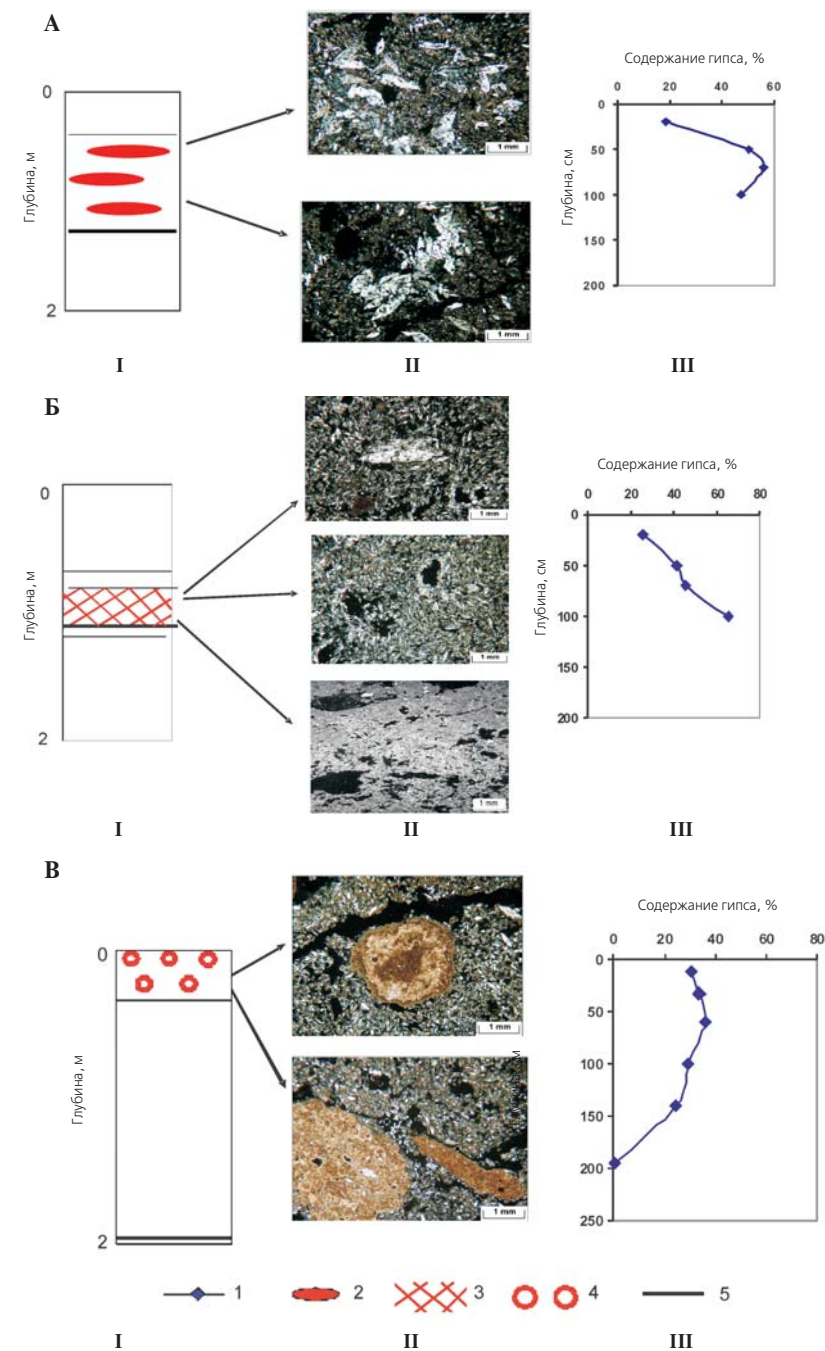 А
0
2
Глубина, м
1 mm
1 mm
Содержание гипса, %
0 20 40 60
0
50
100
150
200
Глубина, см
I II III
Б
0
2
Глубина, м
1 mm
1 mm
1 mm
Содержание гипса, %
0 20 40 60 80
0
50
100
150
200
Глубина, см
I II III
В
0
2
Глубина, м
1 mm
1 mm
м
Содержание гипса, %
0 20 40 60 80
0
50
100
150
200
250
1 2 3 4 5
I II III